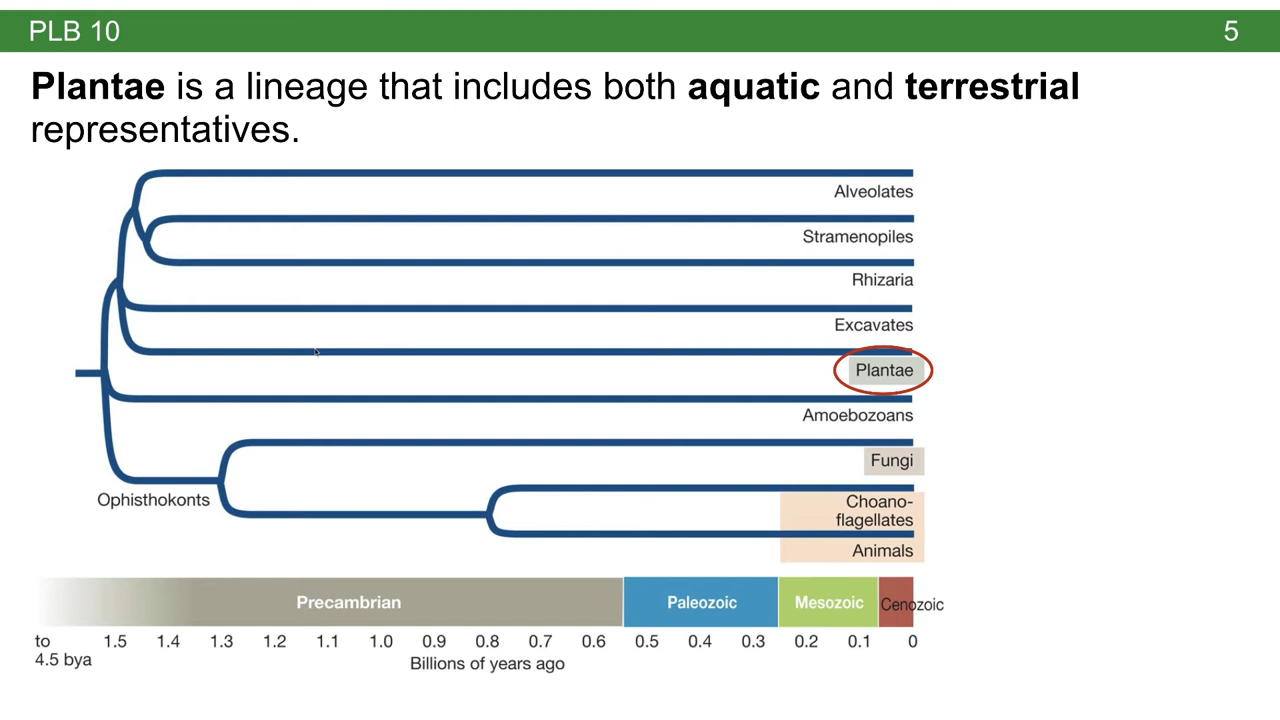 PLB 10
5
Plantae is a lineage that includes both aquatic and terrestrial
representatives.
Alveolates
Stramenopiles
Rhizaria
Excavates
Plantae
Amoebozoans
Fungi
Ophisthokonts
Choano-
flagellates
Animals
Precambrian
Paleozoic
Mesozoic
Cenozoic
to
4.5 bya
1.5 1.4 1.3 1.2 1.1 1.0 0.9 0.8 0.7 0.6 0.5 0.4 0.3 0.2 0.1 0
Billions of years ago